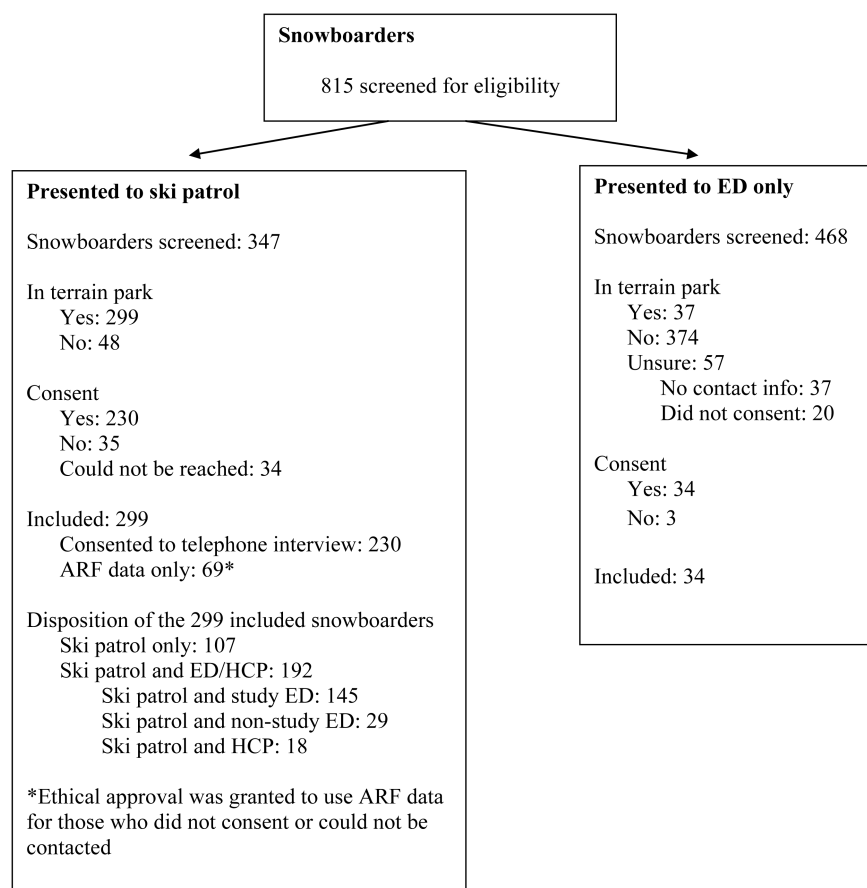 Snowboarders
815 screened for eligibility
Presented to ski patrol
Snowboarders screened: 347
In terrain park
Yes: 299
No: 48
Consent
Yes: 230
No: 35
Could not be reached: 34
Included: 299
Consented to telephone interview: 230
ARF data only: 69*
Disposition of the 299 included snowboarders
Ski patrol only: 107
Ski patrol and ED/HCP: 192
Ski patrol and study ED: 145
Ski patrol and non-study ED: 29
Ski patrol and HCP: 18
*Ethical approval was granted to use ARF data
for those who did not consent or could not be
contacted
Presented to ED only
Snowboarders screened: 468
In terrain park
Yes: 37
No: 374
Unsure: 57
No contact info: 37
Did not consent: 20
Consent
Yes: 34
No: 3
Included: 34